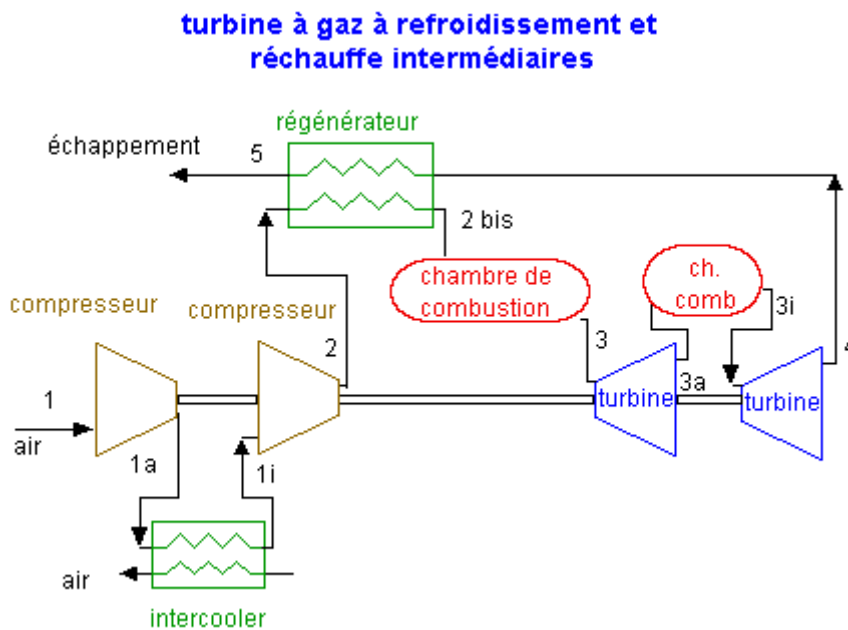 turbine à gaz à refroidissement et
réchauffe intermédiaires
régénérateur
échappement
5
2 bis
chambre de
combustion
ch.
comb
3i
compresseur
compresseur
2
3
4
3a
1
turbine
turbine
air
1a
1i
air
intercooler